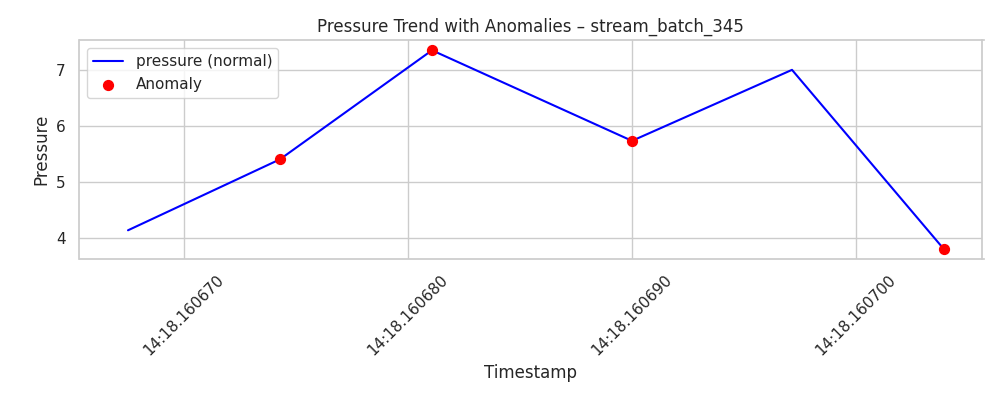 Pressure Trend with Anomalies – stream_batch_345
pressure (normal)
Anomaly
Pressure
7
6
5
4
14:18.160670
14:18.160680
14:18.160690
14:18.160700
Timestamp